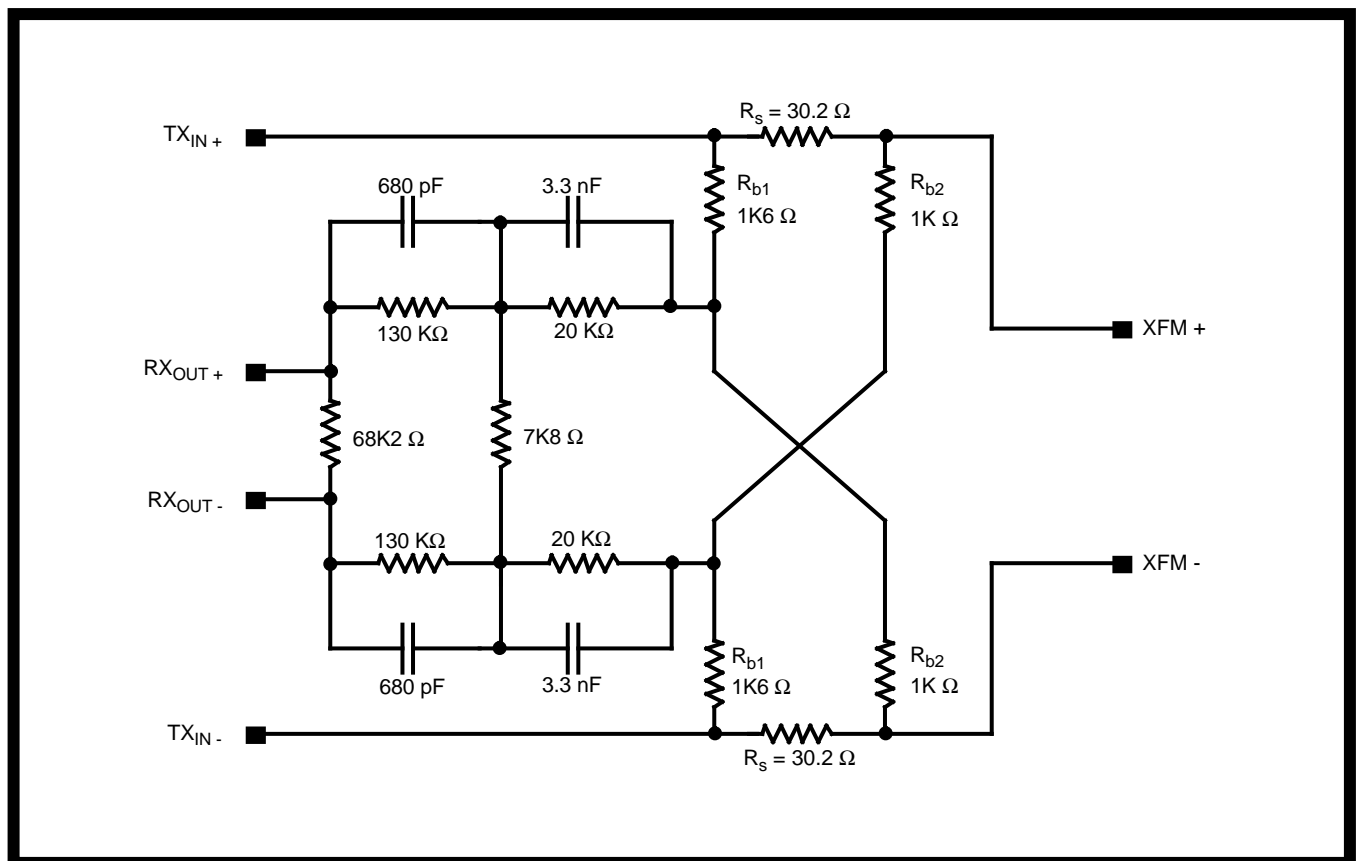 R_s = 30.2 Ω
TX_IN +
680 pF
3.3 nF
R_b1
1K6 Ω
R_b2
1K Ω
130 KΩ
20 KΩ
XFM +
RX_OUT +
68K2 Ω
7K8 Ω
RX_OUT -
130 KΩ
20 KΩ
XFM -
R_b1
1K6 Ω
R_b2
1K Ω
680 pF
3.3 nF
TX_IN -
R_s = 30.2 Ω